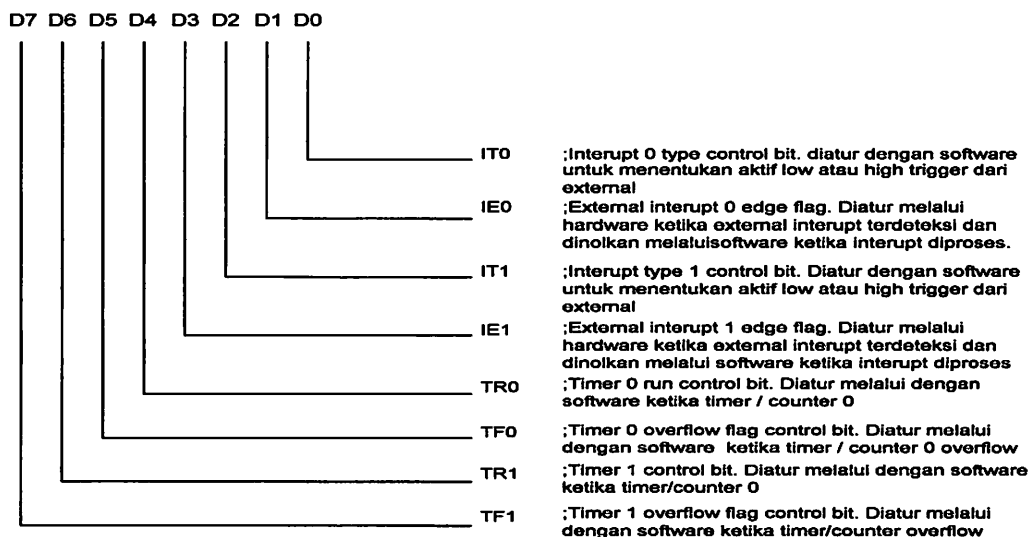 D7 D6 D5 D4 D3 D2 D1 D0
IT0 ;Interupt 0 type control bit. diatur dengan software
untuk menentukan aktif low atau high trigger dari
external
IE0 ;External interupt 0 edge flag. Diatur melalui
hardware ketika external interupt terdeteksi dan
dinolkan melaluisoftware ketika interupt diproses.
IT1 ;Interupt type 1 control bit. Diatur dengan software
untuk menentukan aktif low atau high trigger dari
external
IE1 ;External interupt 1 edge flag. Diatur melalui
hardware ketika external interupt terdeteksi dan
dinolkan melalui software ketika interupt diproses
TR0 ;Timer 0 run control bit. Diatur melalui dengan
software ketika timer / counter 0
TF0 ;Timer 0 overflow flag control bit. Diatur melalui
dengan software ketika timer / counter 0 overflow
TR1 ;Timer 1 control bit. Diatur melalui dengan software
ketika timer/counter 0
TF1 ;Timer 1 overflow flag control bit. Diatur melalui
dengan software ketika timer/counter overflow